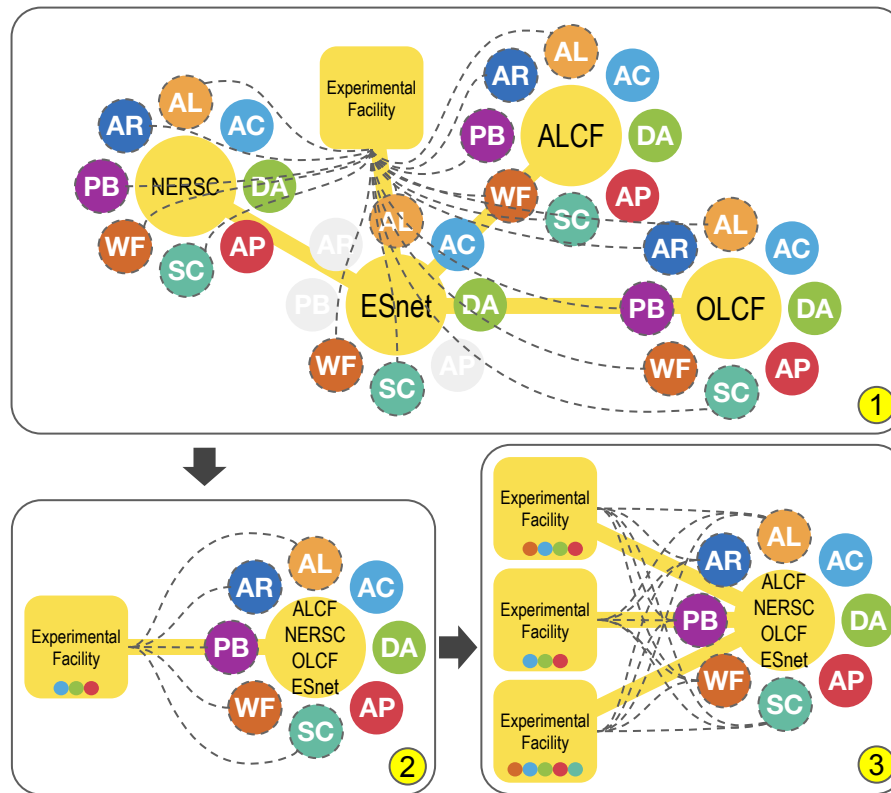 Experimental
Facility
AL
AR
AC
PB
NERSC
DA
WF
SC
AP
AL
AR
AC
PB
ALCF
DA
WF
SC
AP
AL
AR
AC
PB
ESnet
DA
WF
SC
AP
AL
AR
AC
PB
OLCF
DA
WF
SC
AP
1
Experimental
Facility
AL
AR
AC
PB
ALCF
NERSC
OLCF
ESnet
DA
WF
SC
AP
2
Experimental
Facility
Experimental
Facility
Experimental
Facility
AL
AR
AC
PB
ALCF
NERSC
OLCF
ESnet
DA
WF
SC
AP
3